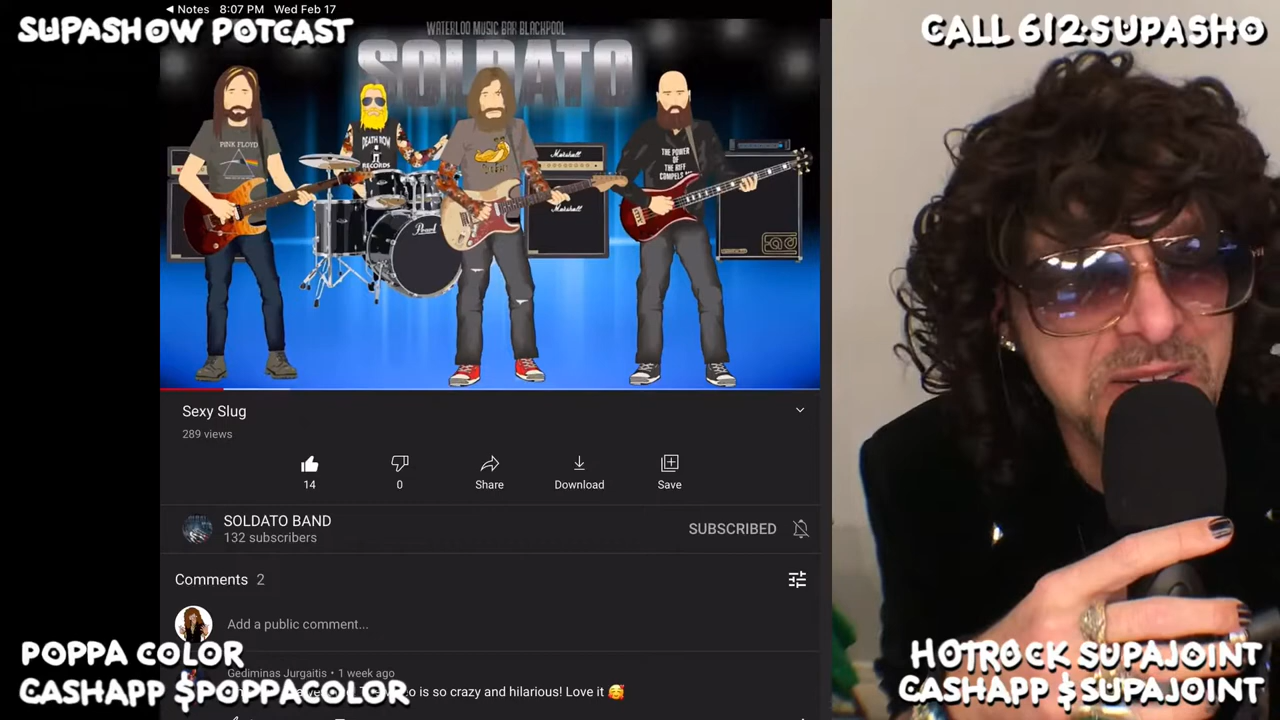 ◀ Notes 8:07 PM Wed Feb 17
SUPASHOW POTCAST
CALL 612-SUPASHO
WATERLOO MUSIC BAR BLACKPOOL
SOLDATO
PINK FLOYD
DEATH ROW
RECORDS
Marshall
Marshall
THE POWER
OF
THE RIFF
COMPELS
Pearl
Sexy Slug
289 views
14
0
Share
Download
Save
SOLDATO BAND
132 subscribers
SUBSCRIBED
Comments 2
Add a public comment...
Gediminas Jurgaitis • 1 week ago
o is so crazy and hilarious! Love it 🥰
POPPA COLOR
CASHAPP $POPPACOLOR
HOTROCK SUPAJOINT
CASHAPP $SUPAJOINT